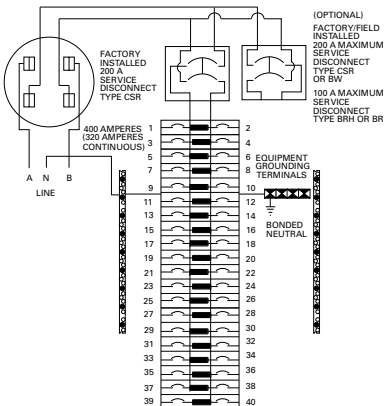 (OPTIONAL)
FACTORY/FIELD
INSTALLED
200 A MAXIMUM
SERVICE
DISCONNECT
TYPE CSR
OR BW
100 A MAXIMUM
SERVICE
DISCONNECT
TYPE BRH OR BR
FACTORY
INSTALLED
200 A
SERVICE
DISCONNECT
TYPE CSR
400 AMPERES
(320 AMPERES
CONTINUOUS)
A N B
LINE
EQUIPMENT
GROUNDING
TERMINALS
BONDED
NEUTRAL
1 2
3 4
5 6
7 8
9 10
11 12
13 14
15 16
17 18
19 20
21 22
23 24
25 26
27 28
29 30
31 32
33 34
35 36
37 38
39 40